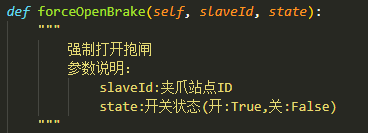 def forceOpenBrake(self, slaveId, state):
"""
强制打开抱闸
参数说明：
slaveId:夹爪站点ID
state:开关状态(开:True,关:False)
"""